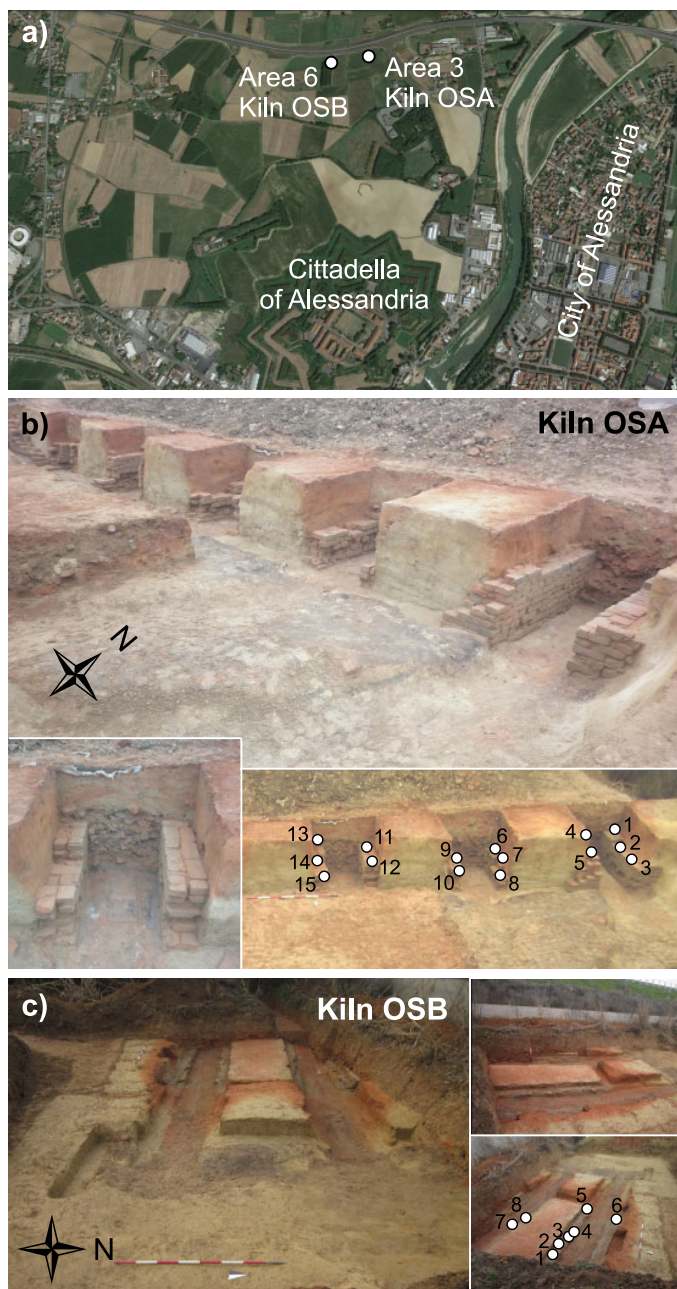 a)
Area 6
Kiln OSB
Area 3
Kiln OSA
City of Alessandria
Cittadella
of Alessandria
b)
Kiln OSA
N
13
14
15
11
12
9
10
6
7
8
4
5
1
2
3
c)
Kiln OSB
N
8
7
5
6
2
3
4
1